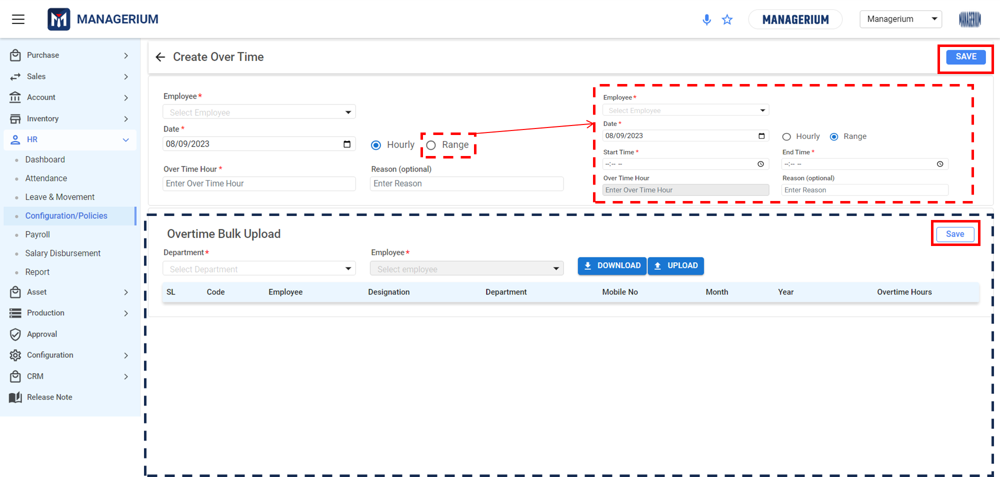 MANAGERIUM
MANAGERIUM
Managerium
MANAGERIUM
Purchase
Sales
Account
Inventory
HR
Dashboard
Attendance
Leave & Movement
Configuration/Policies
Payroll
Salary Disbursement
Report
Asset
Production
Approval
Configuration
CRM
Release Note
Create Over Time
SAVE
Employee*
Select Employee
Date *
08/09/2023
Hourly
Range
Over Time Hour *
Enter Over Time Hour
Reason (optional)
Enter Reason
Employee*
Select Employee
Date *
08/09/2023
Hourly
Range
Start Time *
--:-- --
End Time *
--:-- --
Over Time Hour
Enter Over Time Hour
Reason (optional)
Enter Reason
Overtime Bulk Upload
Save
Department*
Select Department
Employee*
Select employee
DOWNLOAD
UPLOAD
SL Code Employee Designation Department Mobile No Month Year Overtime Hours